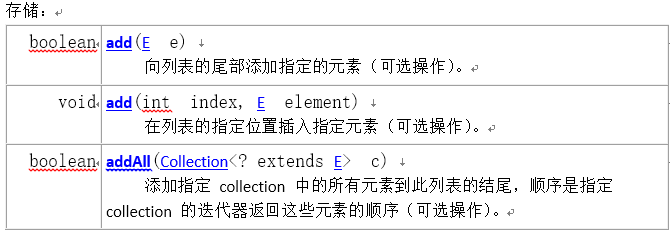 存储：
boolean add(E e)
向列表的尾部添加指定的元素（可选操作）。
void add(int index, E element)
在列表的指定位置插入指定元素（可选操作）。
boolean addAll(Collection<? extends E> c)
添加指定 collection 中的所有元素到此列表的结尾，顺序是指定
collection 的迭代器返回这些元素的顺序（可选操作）。